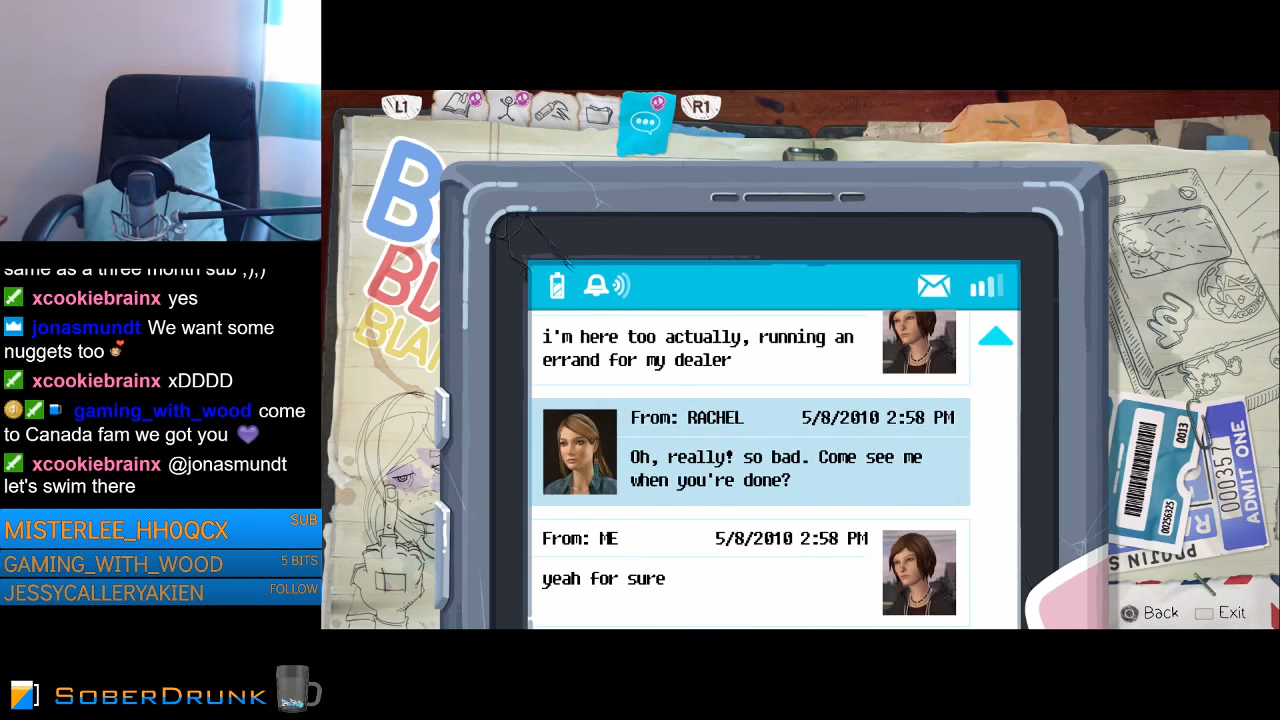 same as a three month sub ;),)
xcookiebrainx yes
jonasmundt We want some
nuggets too
xcookiebrainx xDDDD
gaming_with_wood come
to Canada fam we got you
xcookiebrainx @jonasmundt
let's swim there
MISTERLEE_HH0QCX SUB
GAMING_WITH_WOOD 5 BITS
JESSYCALLERYAKIEN FOLLOW
SOBERDRUNK
L1
R1
i'm here too actually, running an
errand for my dealer
From: RACHEL 5/8/2010 2:58 PM
Oh, really! so bad. Come see me
when you're done?
From: ME 5/8/2010 2:58 PM
yeah for sure
0013
00256325
000357
ADMIT ONE
Back
Exit